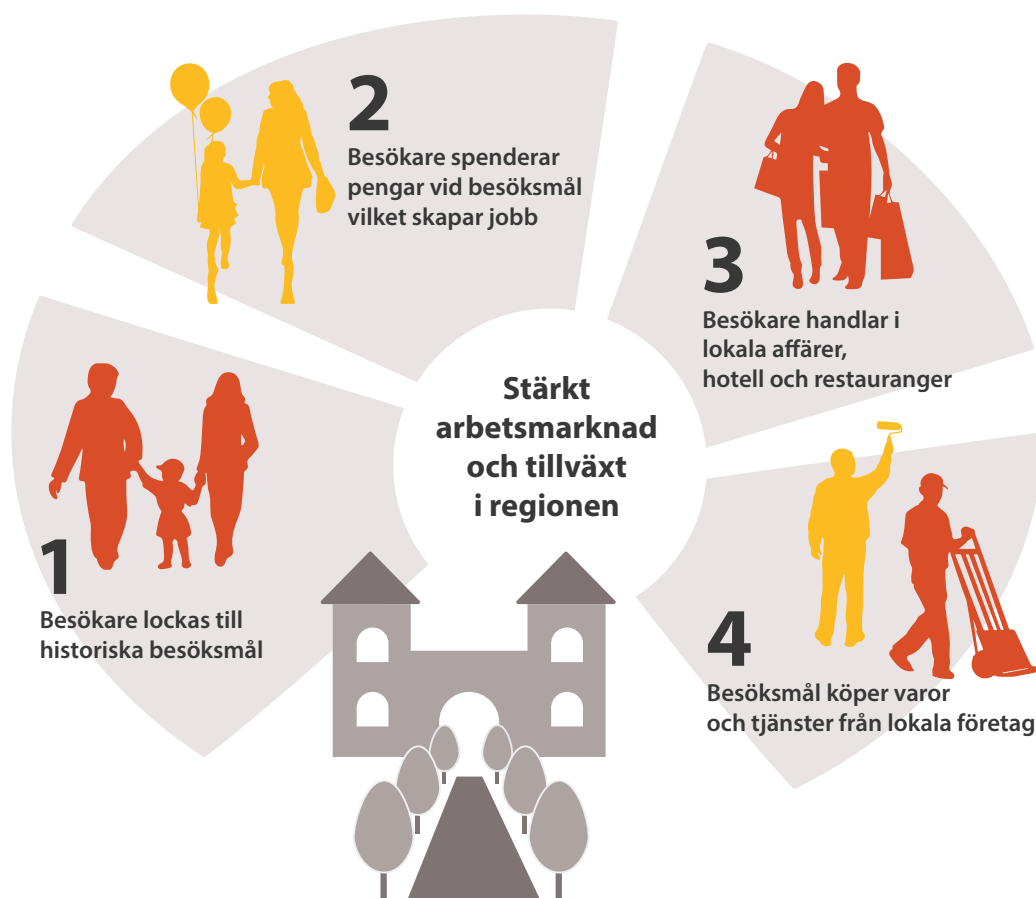 1
Besökare lockas till
historiska besöksmål
2
Besökare spenderar
pengar vid besöksmål
vilket skapar jobb
3
Besökare handlar i
lokala affärer,
hotell och restauranger
4
Besöksmål köper varor
och tjänster från lokala företag
Stärkt
arbetsmarknad
och tillväxt
i regionen